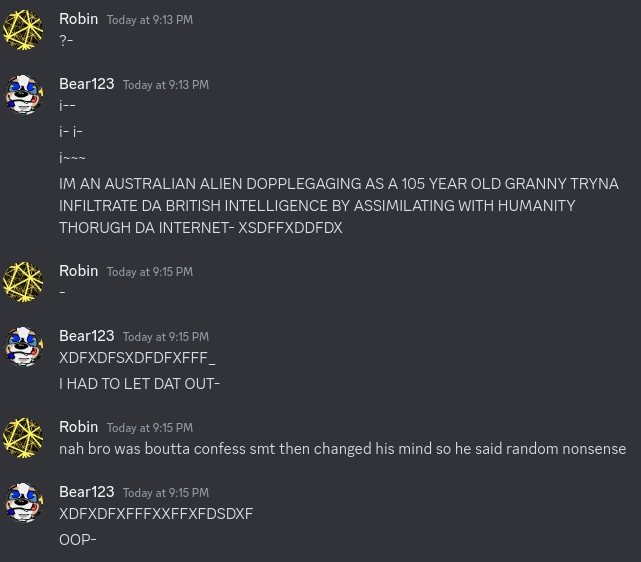 Robin Today at 9:13 PM
?-
Bear123 Today at 9:13 PM
i--
i- i-
i~~~
IM AN AUSTRALIAN ALIEN DOPPLEGAGING AS A 105 YEAR OLD GRANNY TRYNA
INFILTRATE DA BRITISH INTELLIGENCE BY ASSIMILATING WITH HUMANITY
THORUGH DA INTERNET- XSDFFXDDFDX
Robin Today at 9:15 PM
-
Bear123 Today at 9:15 PM
XDFXDFSXDFDFXFFF_
I HAD TO LET DAT OUT-
Robin Today at 9:15 PM
nah bro was boutta confess smt then changed his mind so he said random nonsense
Bear123 Today at 9:15 PM
XDFXDFXFFFXXFFXFDSDXF
OOP-